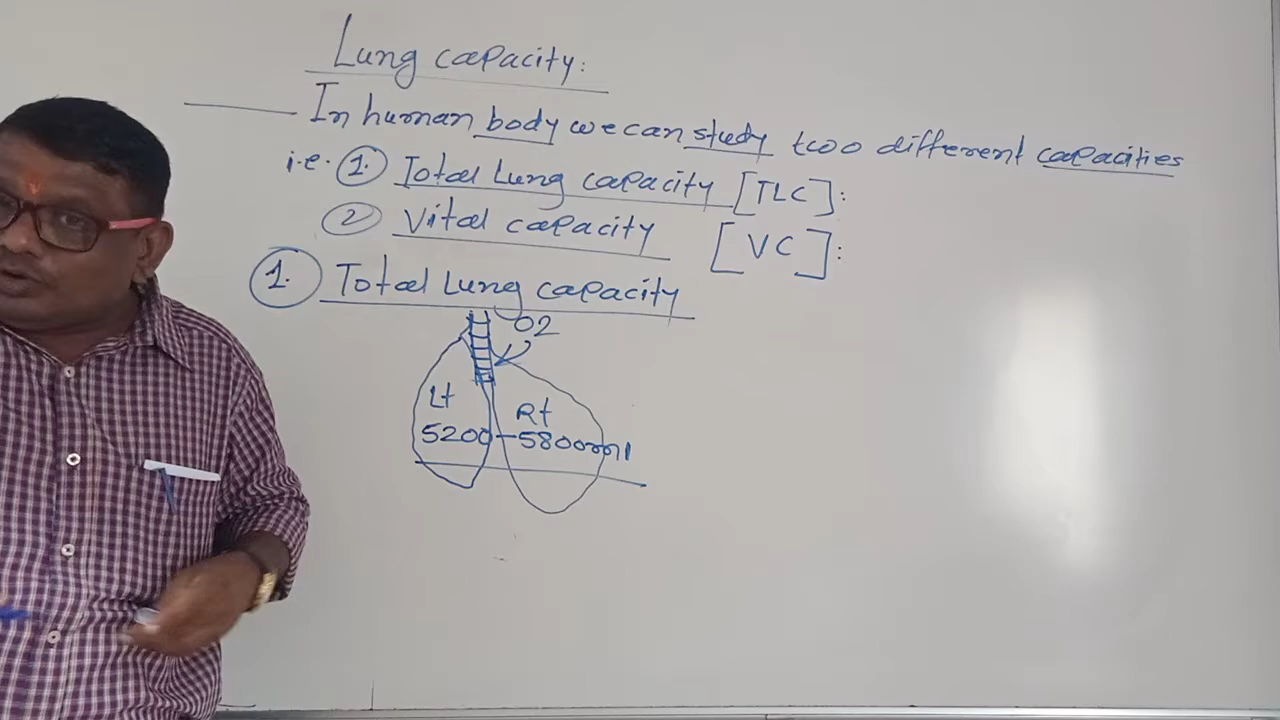 Lung capacity:
In human body we can study two different capacities
i.e. 1. Total Lung capacity [TLC]:
2 Vital capacity [VC]:
1. Total Lung capacity
O2
Lt
Rt
5200-5800ml